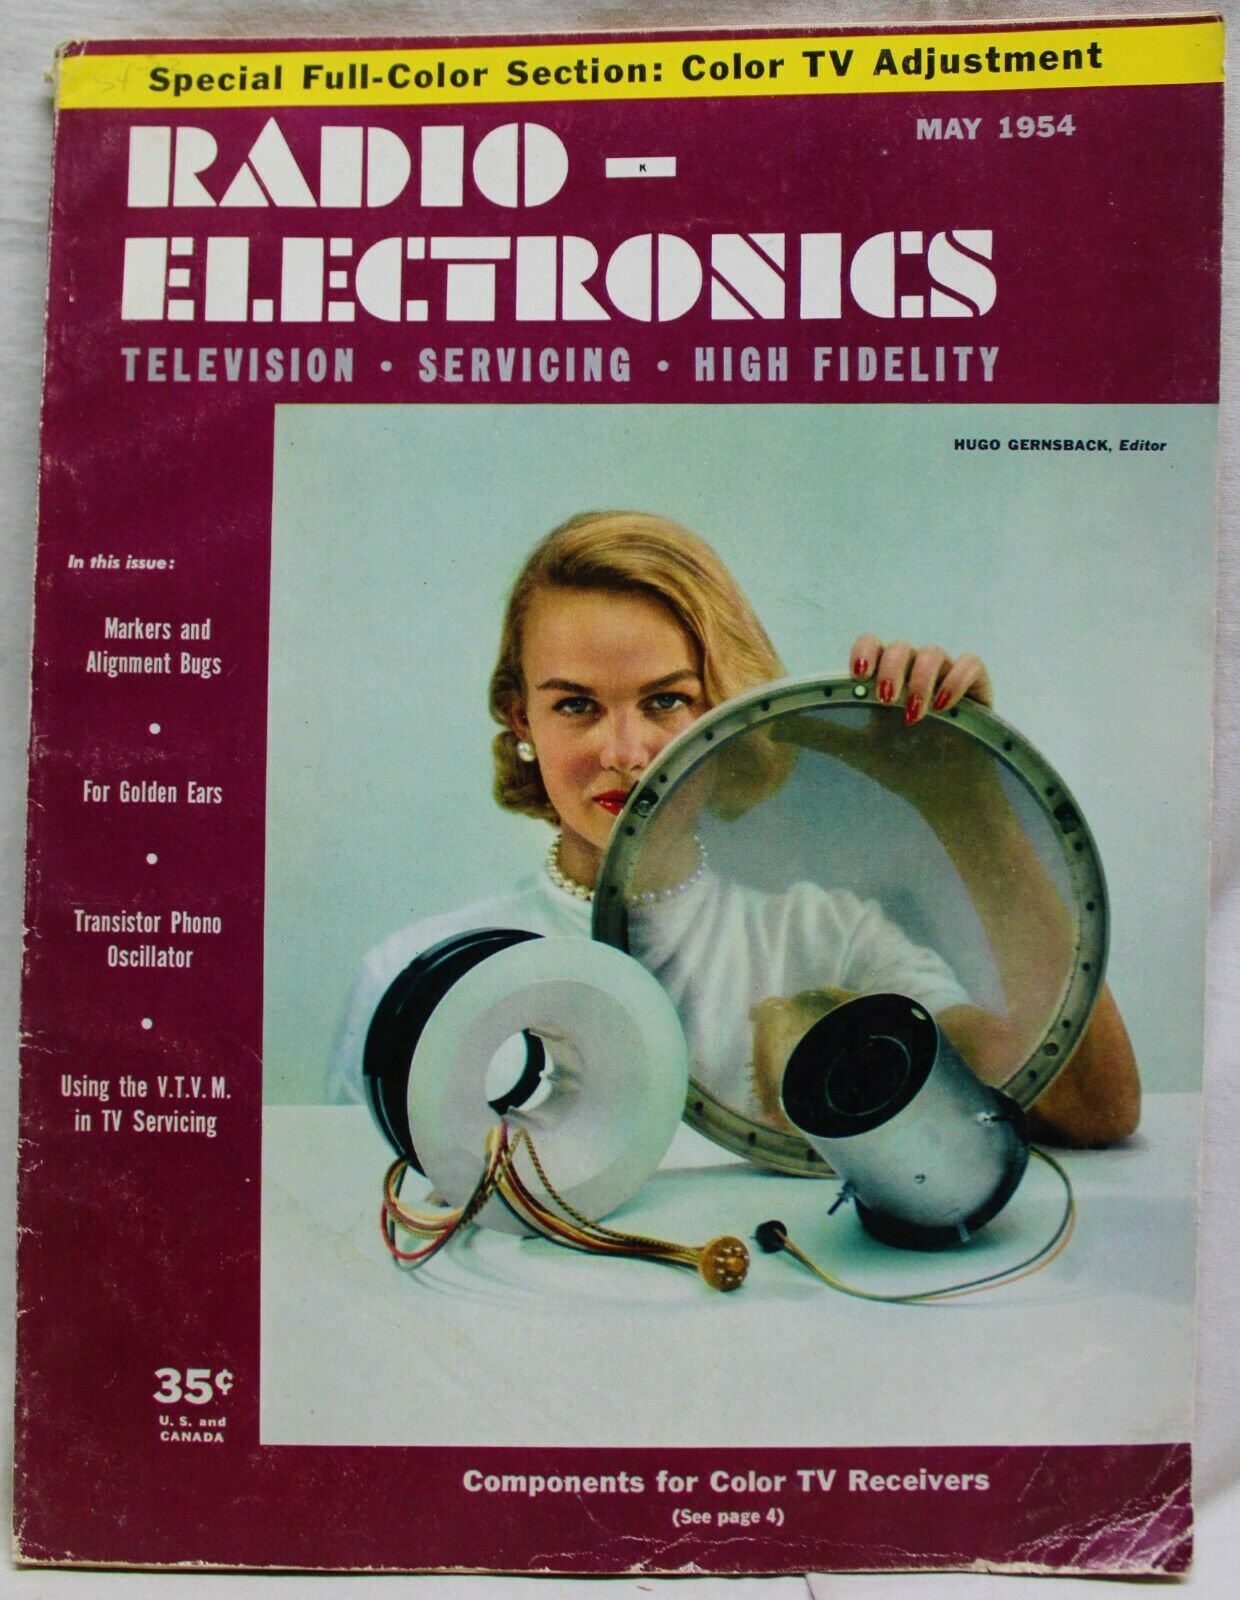 Special Full-Color Section: Color TV Adjustment
MAY 1954
RADIO –
K
ELECTRONICS
TELEVISION • SERVICING • HIGH FIDELITY
HUGO GERNSBACK, Editor
In this issue:
Markers and
Alignment Bugs
•
For Golden Ears
•
Transistor Phono
Oscillator
•
Using the V.T.V.M.
in TV Servicing
35¢
U. S. and
CANADA
Components for Color TV Receivers
(See page 4)